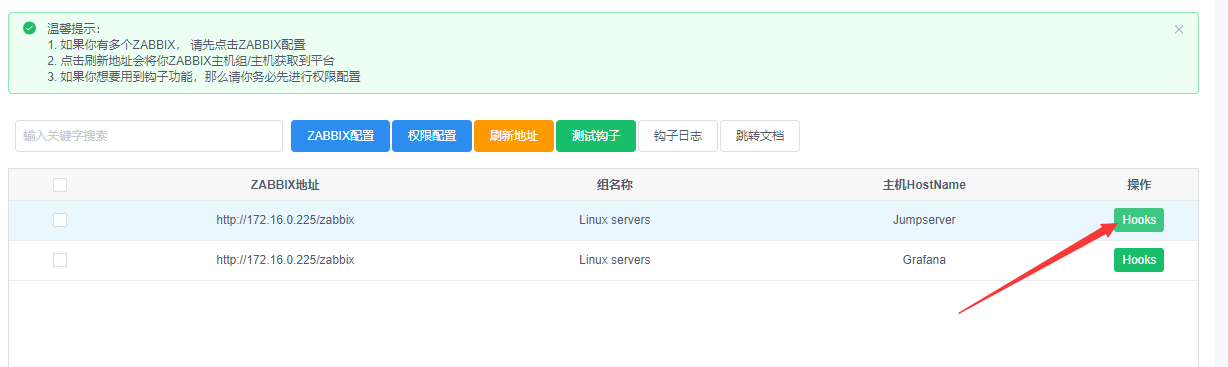 温馨提示：
1. 如果你有多个ZABBIX， 请先点击ZABBIX配置
2. 点击刷新地址会将你ZABBIX主机组/主机获取到平台
3. 如果你想要用到钩子功能，那么请你务必先进行权限配置
输入关键字搜索 ZABBIX配置 权限配置 刷新地址 测试钩子 钩子日志 跳转文档
ZABBIX地址 组名称 主机HostName 操作
http://172.16.0.225/zabbix Linux servers Jumpserver Hooks
http://172.16.0.225/zabbix Linux servers Grafana Hooks